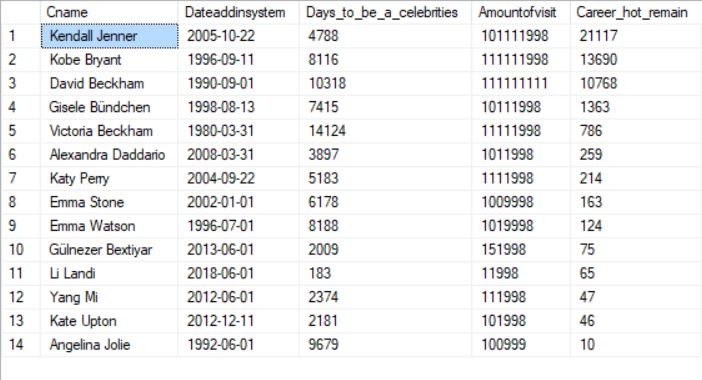 Cname Dateaddinsystem Days_to_be_a_celebrities Amountofvisit Career_hot_remain
1 Kendall Jenner 2005-10-22 4788 101111998 21117
2 Kobe Bryant 1996-09-11 8116 111111998 13690
3 David Beckham 1990-09-01 10318 111111111 10768
4 Gisele Bündchen 1998-08-13 7415 10111998 1363
5 Victoria Beckham 1980-03-31 14124 11111998 786
6 Alexandra Daddario 2008-03-31 3897 1011998 259
7 Katy Perry 2004-09-22 5183 1111998 214
8 Emma Stone 2002-01-01 6178 1009998 163
9 Emma Watson 1996-07-01 8188 1019998 124
10 Gülnezer Bextiyar 2013-06-01 2009 151998 75
11 Li Landi 2018-06-01 183 11998 65
12 Yang Mi 2012-06-01 2374 111998 47
13 Kate Upton 2012-12-11 2181 101998 46
14 Angelina Jolie 1992-06-01 9679 100999 10